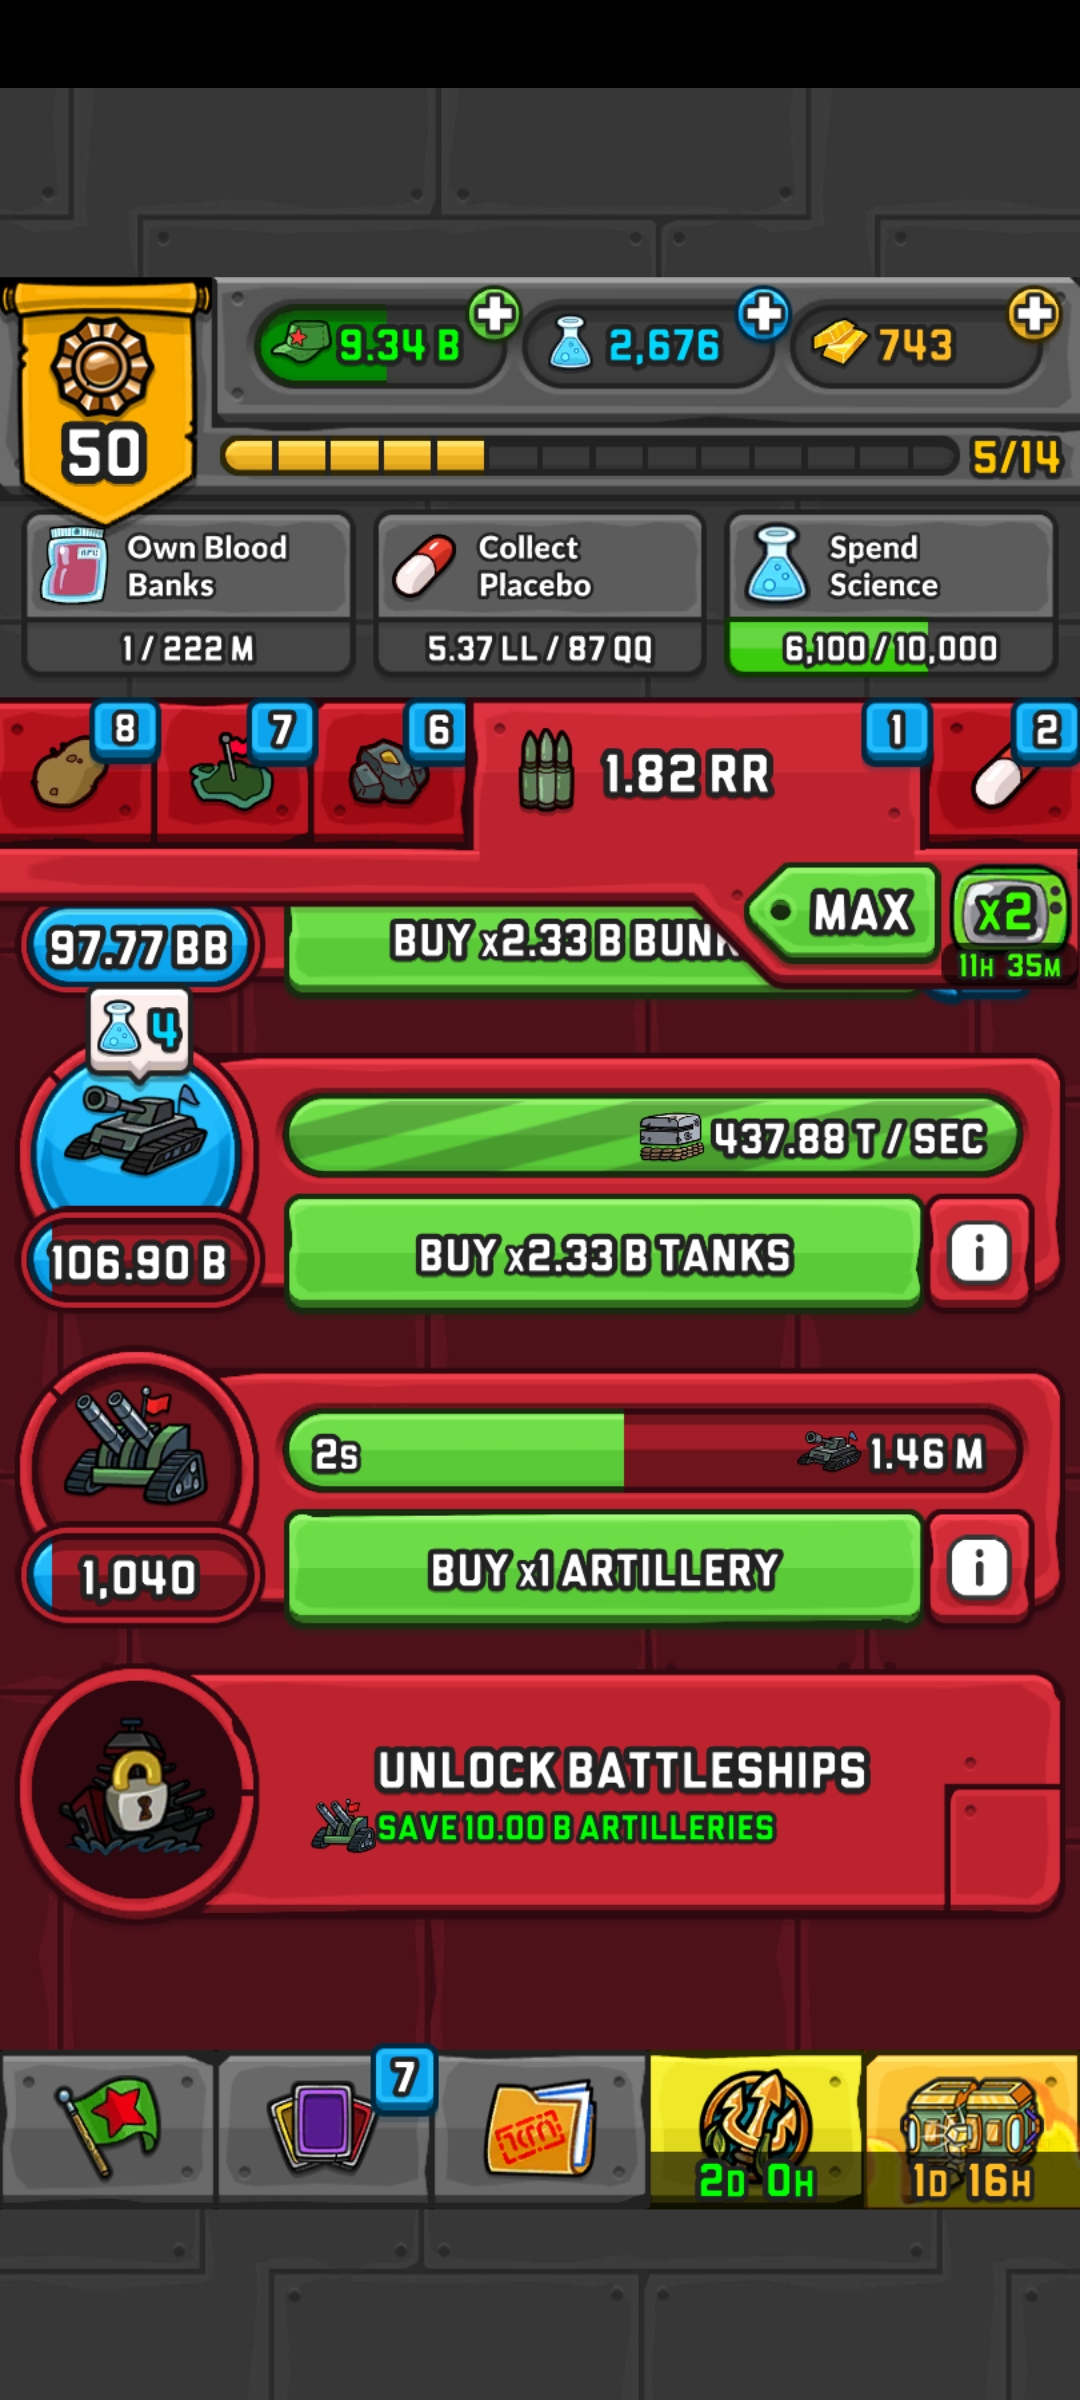 50
9.34 B
2,676
743
5/14
Own Blood
Banks
1 / 222 M
Collect
Placebo
5.37 LL / 87 QQ
Spend
Science
6,100 / 10,000
8
7
6
1.82 RR
1
2
MAX
x2
11H 35M
97.77 BB
BUY x2.33 B BUNK
4
437.88 T / SEC
106.90 B
BUY x2.33 B TANKS
i
2s
1.46 M
1,040
BUY x1 ARTILLERY
i
UNLOCK BATTLESHIPS
SAVE 10.00 B ARTILLERIES
7
2D 0H
1D 16H